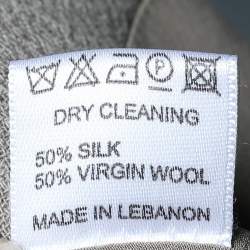 DRY CLEANING
50% SILK
50% VIRGIN WOOL
MADE IN LEBANON